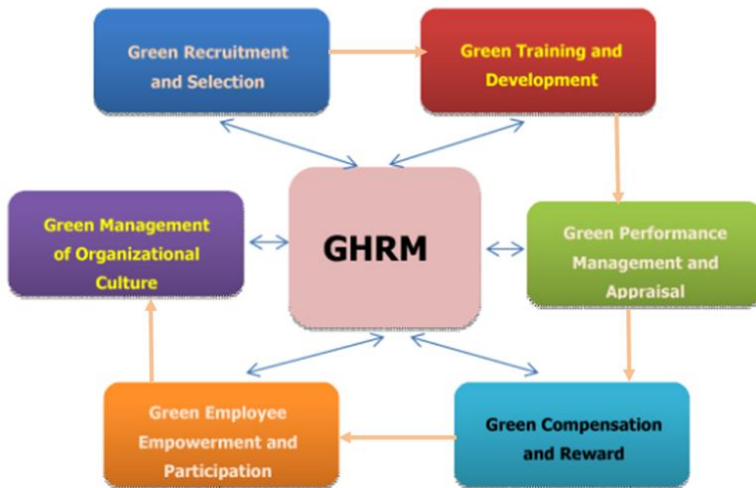 Green Recruitment
and Selection
Green Training and
Development
Green Management
of Organizational
Culture
GHRM
Green Performance
Management and
Appraisal
Green Employee
Empowerment and
Participation
Green Compensation
and Reward